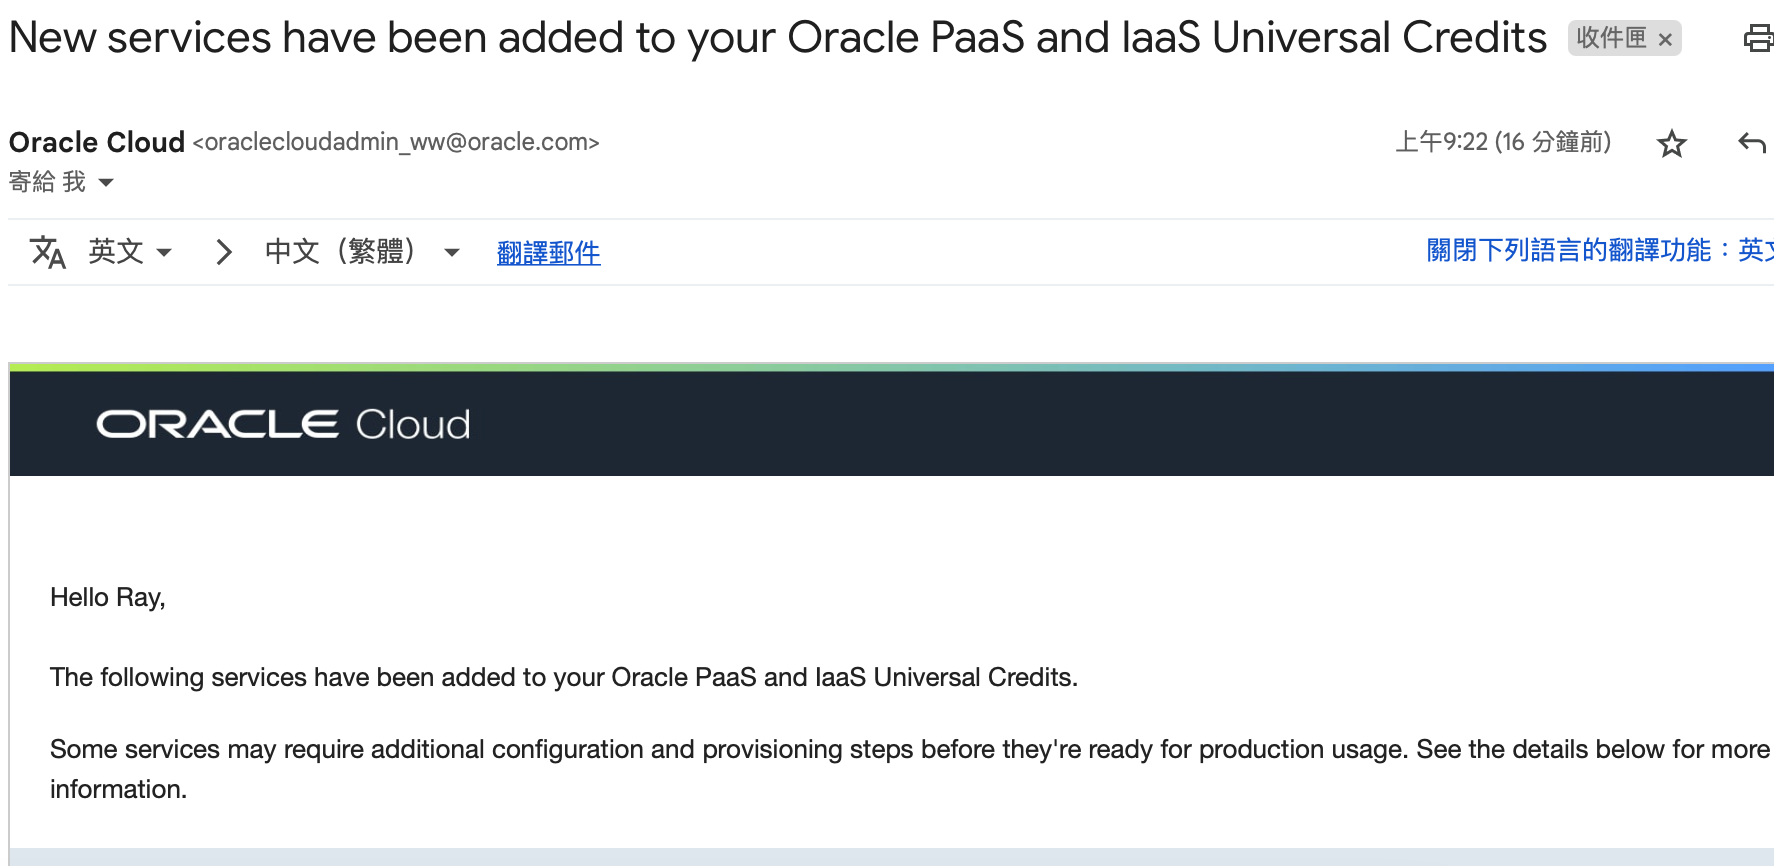 New services have been added to your Oracle PaaS and IaaS Universal Credits 收件匣 ×
Oracle Cloud <oraclecloudadmin_ww@oracle.com> 上午9:22 (16 分鐘前)
寄給 我
英文 中文（繁體） 翻譯郵件 關閉下列語言的翻譯功能：英文
ORACLE Cloud
Hello Ray,
The following services have been added to your Oracle PaaS and IaaS Universal Credits.
Some services may require additional configuration and provisioning steps before they're ready for production usage. See the details below for more
information.